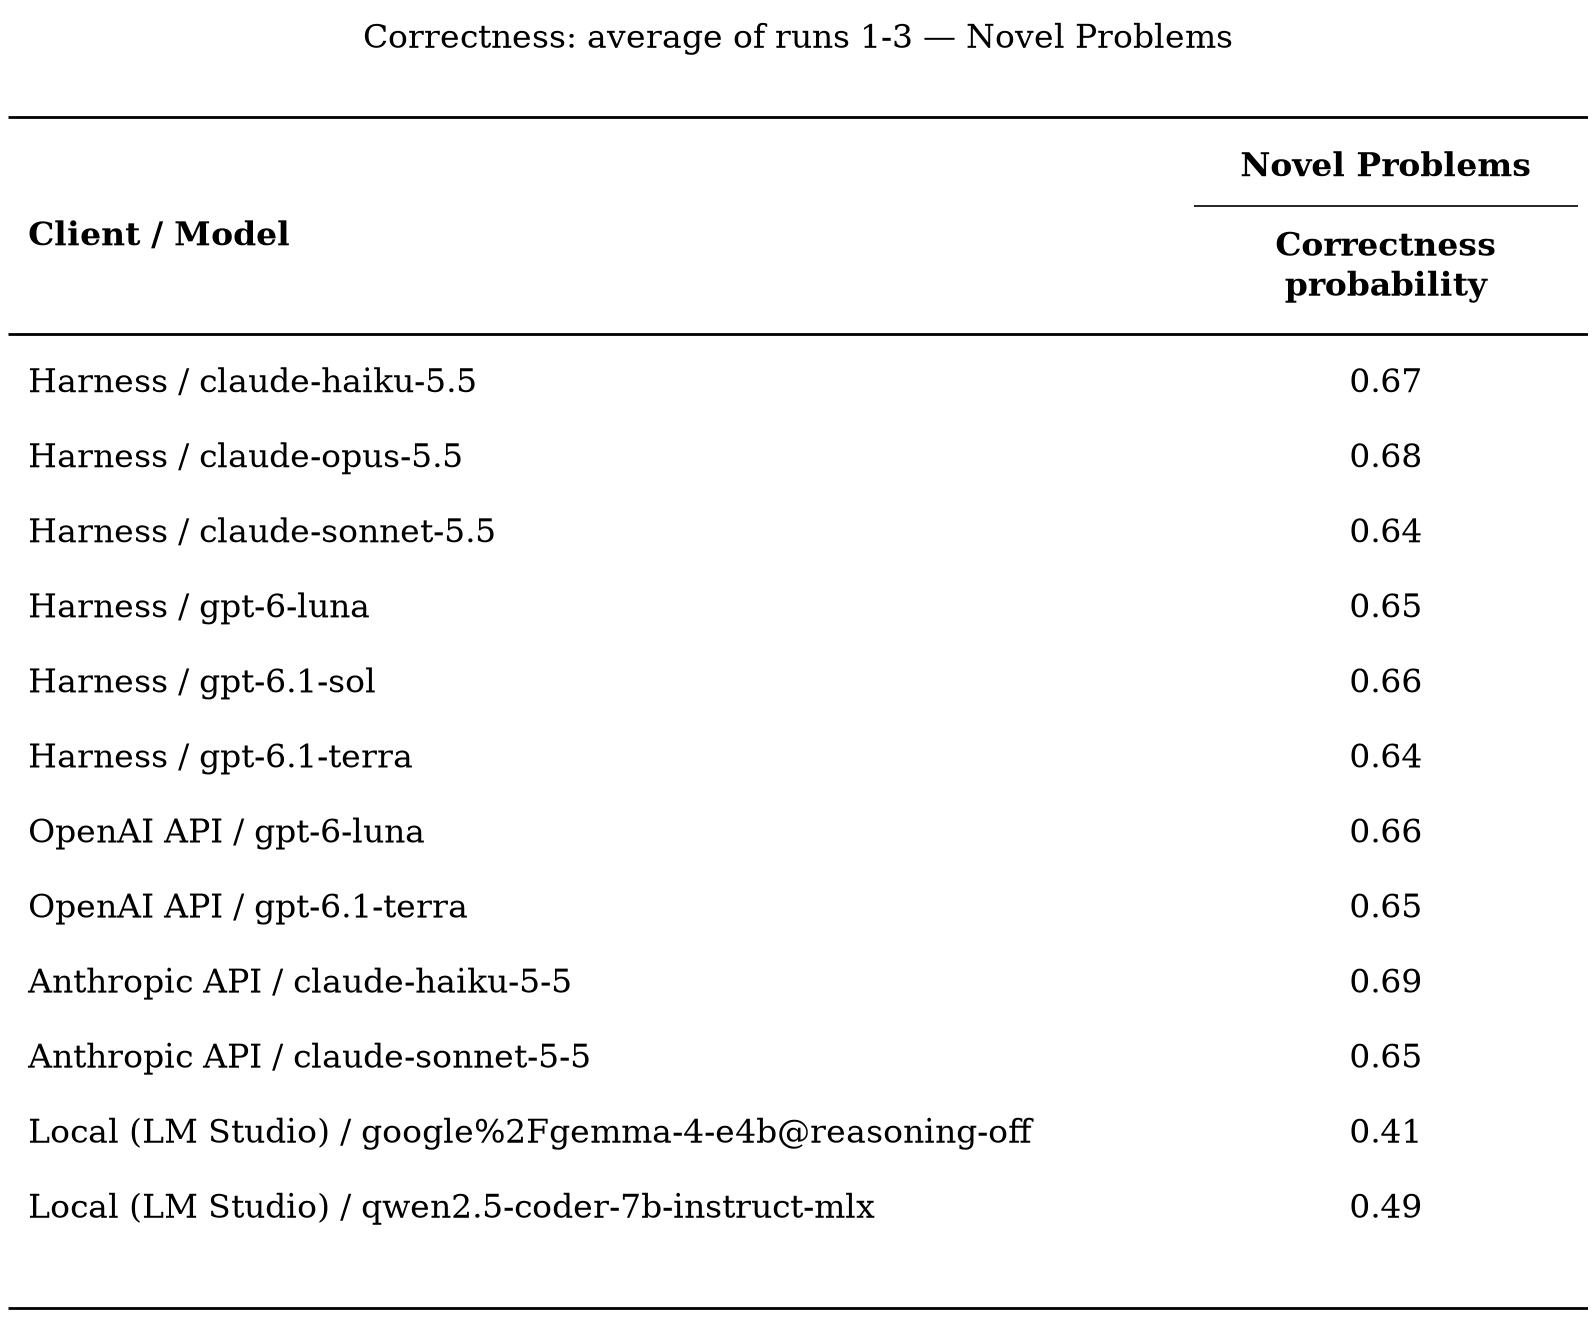 Correctness: average of runs 1-3 — Novel Problems
Novel Problems
Client / Model
Correctness
probability
Harness / claude-haiku-5.5 0.67
Harness / claude-opus-5.5 0.68
Harness / claude-sonnet-5.5 0.64
Harness / gpt-6-luna 0.65
Harness / gpt-6.1-sol 0.66
Harness / gpt-6.1-terra 0.64
OpenAI API / gpt-6-luna 0.66
OpenAI API / gpt-6.1-terra 0.65
Anthropic API / claude-haiku-5-5 0.69
Anthropic API / claude-sonnet-5-5 0.65
Local (LM Studio) / google%2Fgemma-4-e4b@reasoning-off 0.41
Local (LM Studio) / qwen2.5-coder-7b-instruct-mlx 0.49